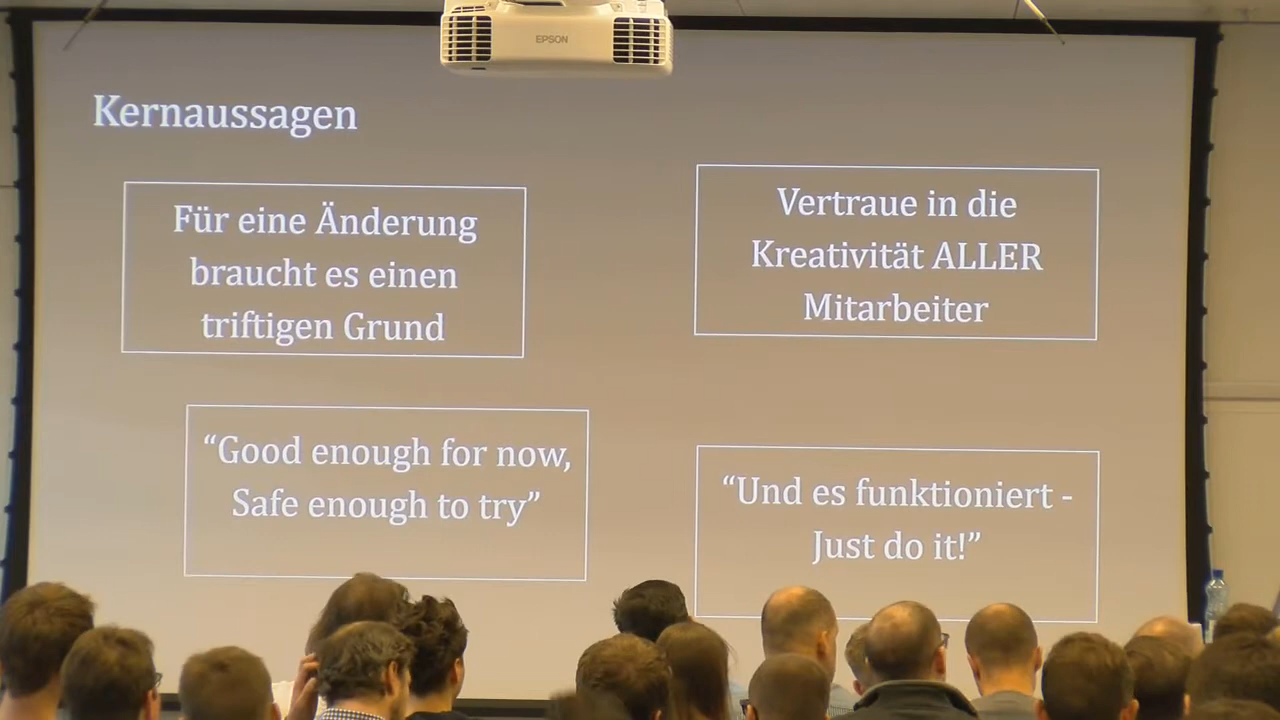 EPSON
Kernaussagen
Für eine Änderung
braucht es einen
triftigen Grund
Vertraue in die
Kreativität ALLER
Mitarbeiter
“Good enough for now,
Safe enough to try”
“Und es funktioniert -
Just do it!”